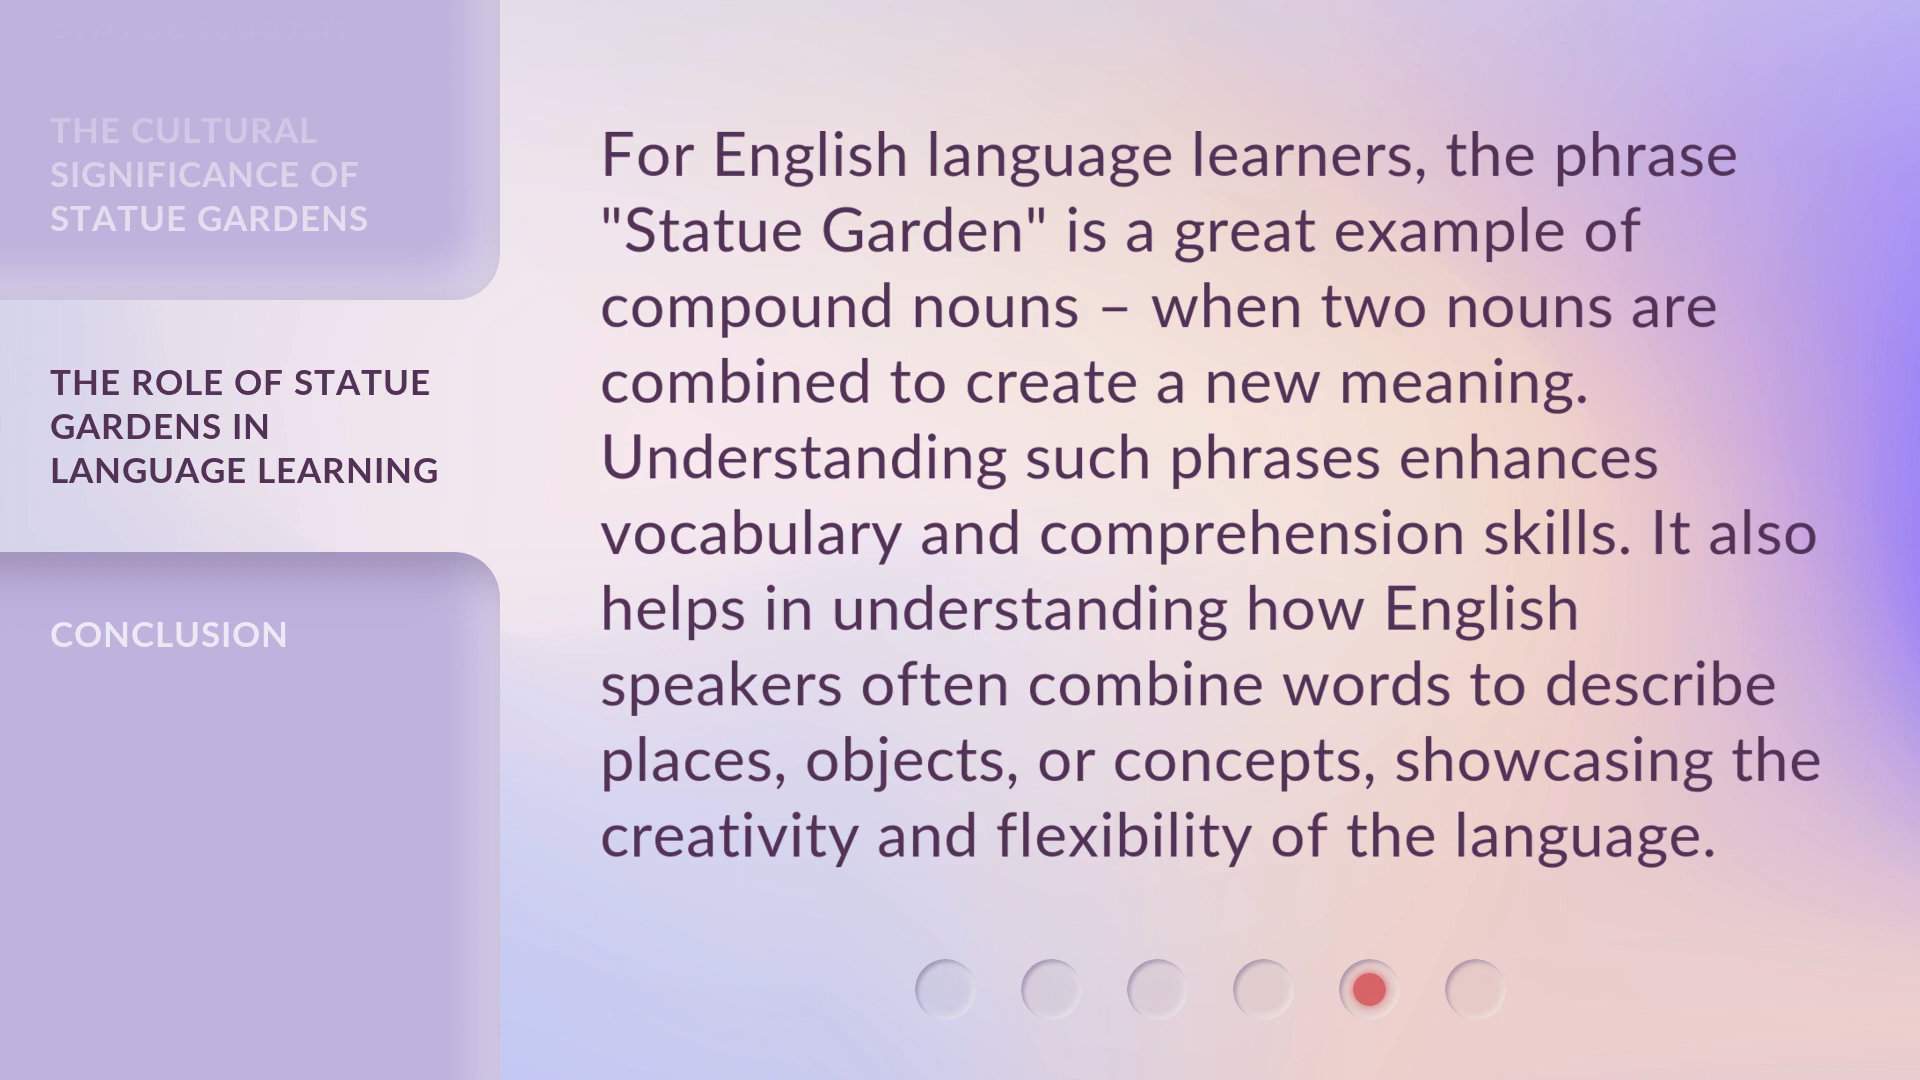 THE CULTURAL
SIGNIFICANCE OF
STATUE GARDENS
THE ROLE OF STATUE
GARDENS IN
LANGUAGE LEARNING
CONCLUSION
For English language learners, the phrase
"Statue Garden" is a great example of
compound nouns – when two nouns are
combined to create a new meaning.
Understanding such phrases enhances
vocabulary and comprehension skills. It also
helps in understanding how English
speakers often combine words to describe
places, objects, or concepts, showcasing the
creativity and flexibility of the language.